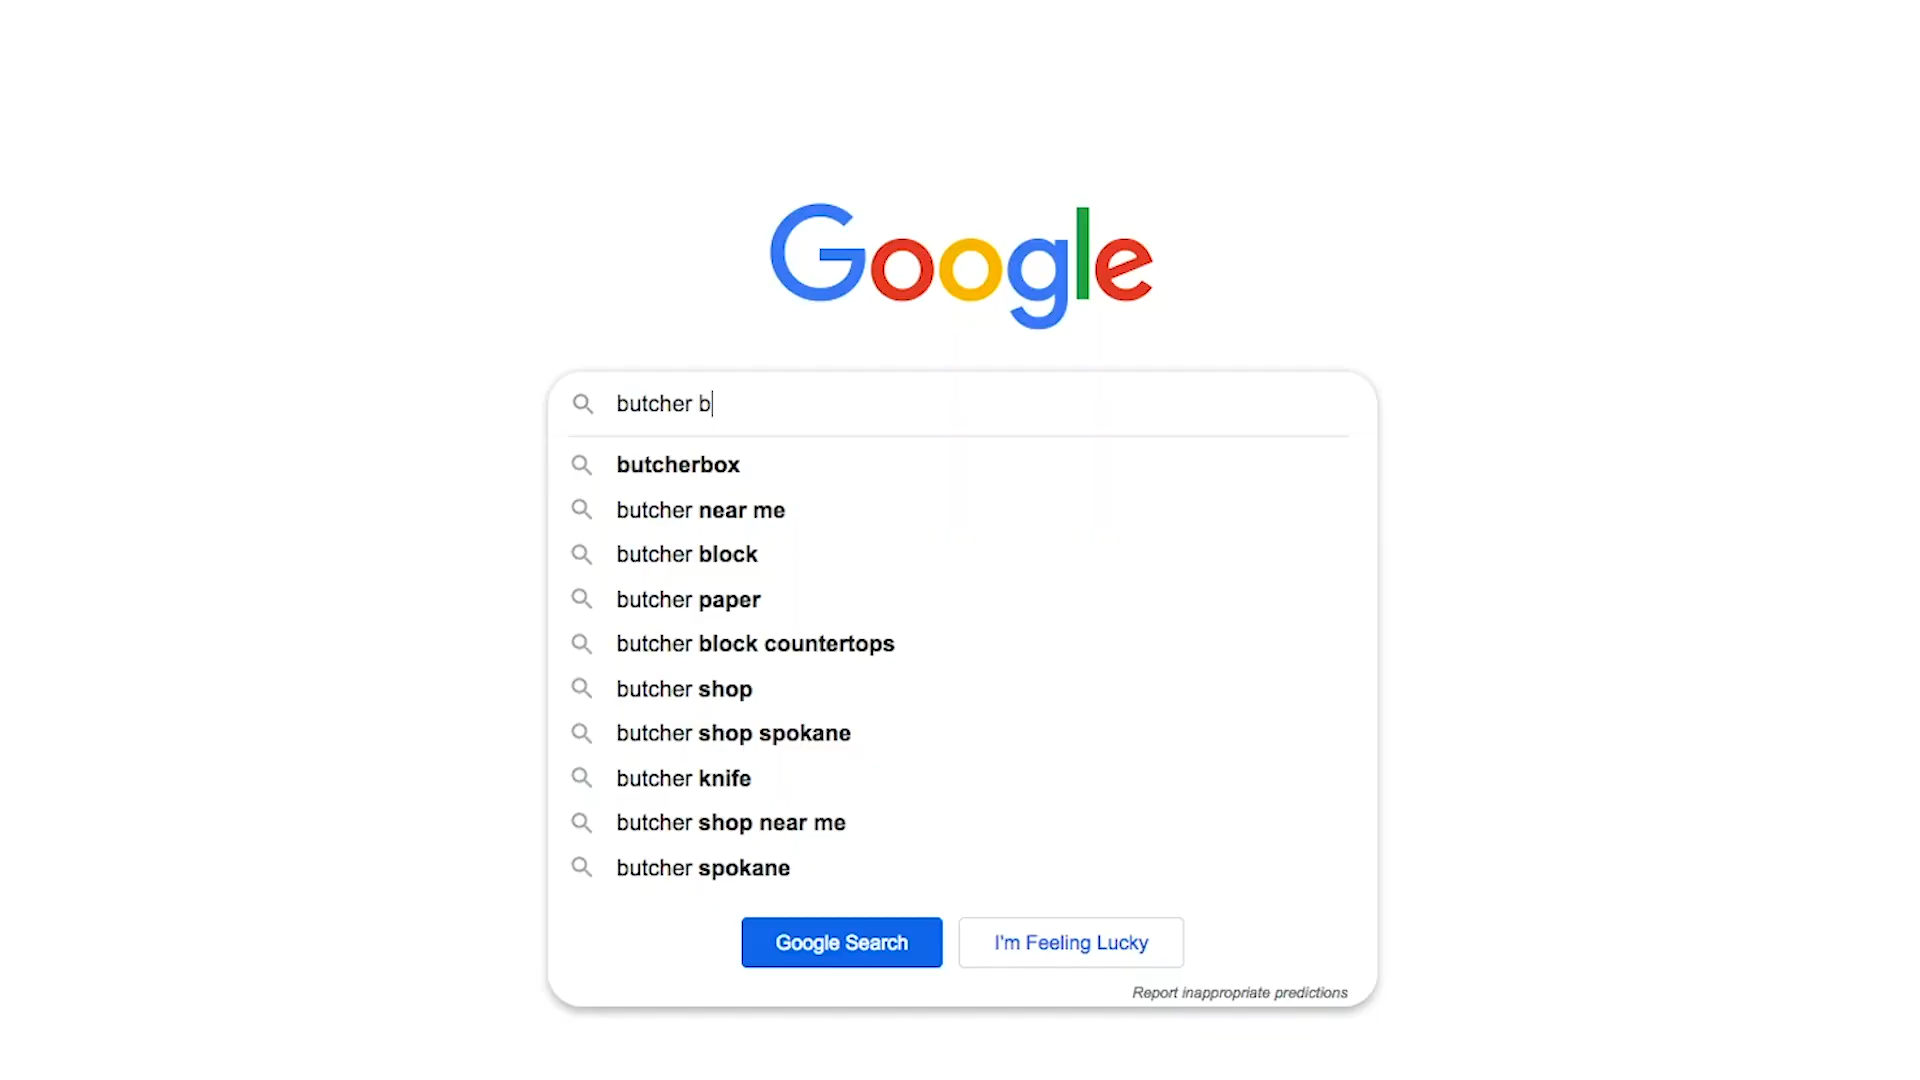 Google
butcher b
butcherbox
butcher near me
butcher block
butcher paper
butcher block countertops
butcher shop
butcher shop spokane
butcher knife
butcher shop near me
butcher spokane
Google Search
I'm Feeling Lucky
Report inappropriate predictions